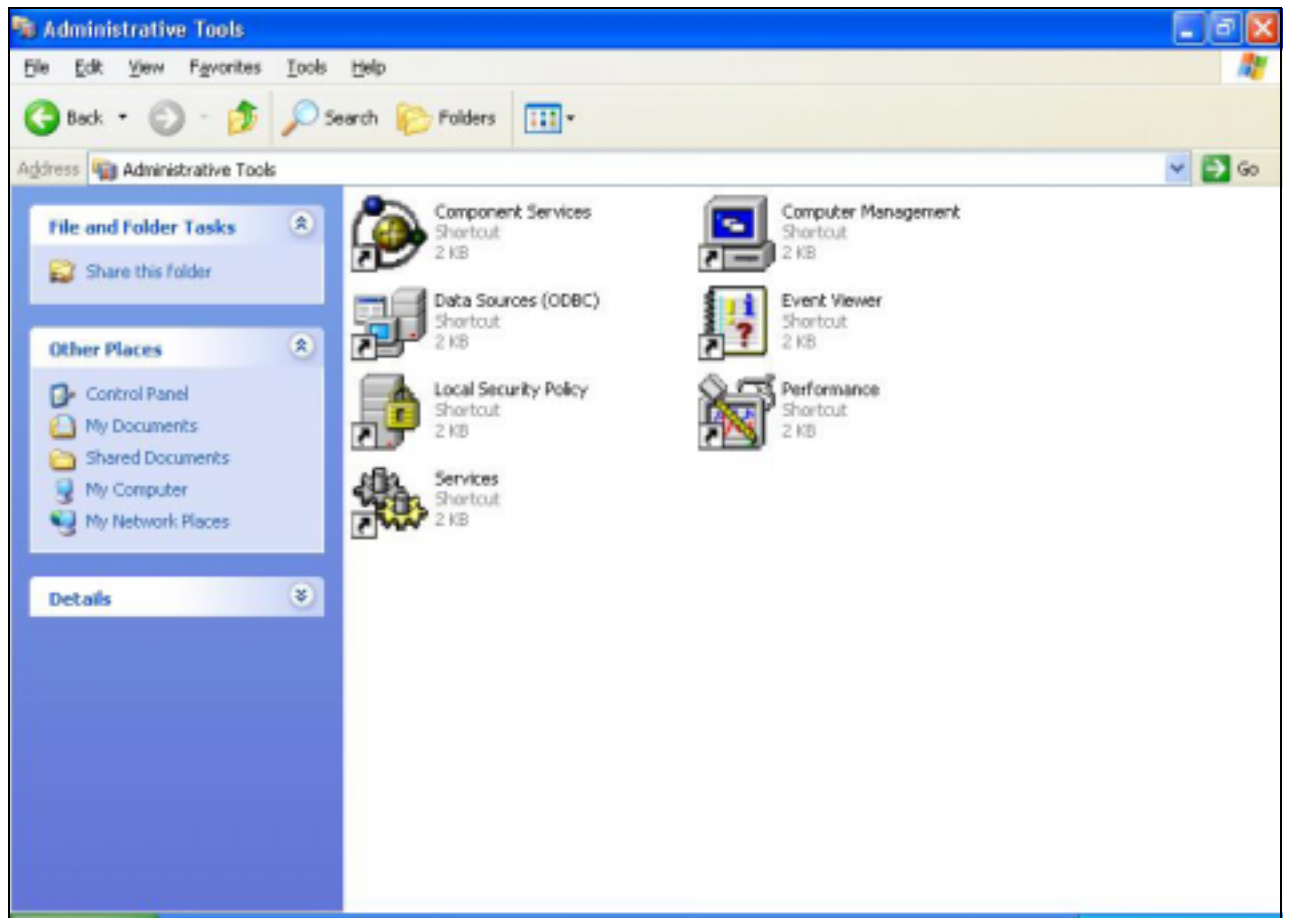 Administrative Tools
File Edit View Favorites Tools Help
Back Search Folders
Address Administrative Tools Go
File and Folder Tasks
Share this folder
Other Places
Control Panel
My Documents
Shared Documents
My Computer
My Network Places
Details
Component Services
Shortcut
2 KB
Computer Management
Shortcut
2 KB
Data Sources (ODBC)
Shortcut
2 KB
Event Viewer
Shortcut
2 KB
Local Security Policy
Shortcut
2 KB
Performance
Shortcut
2 KB
Services
Shortcut
2 KB